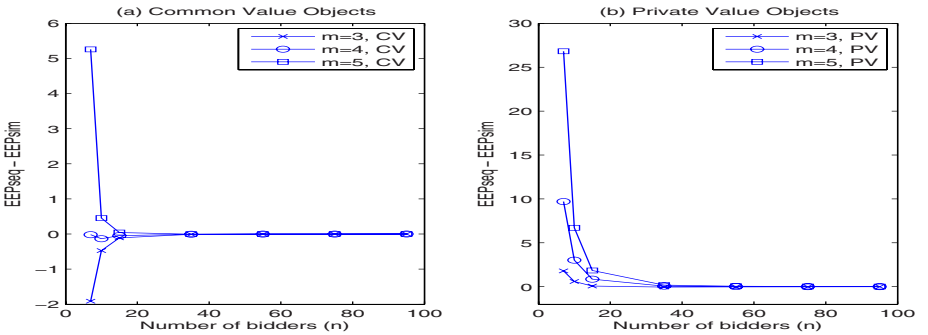 (a) Common Value Objects
6
5
4
3
2
1
0
−1
−2
0 20 40 60 80 100
EEPseq − EEPsim
Number of bidders (n)
m=3, CV
m=4, CV
m=5, CV
(b) Private Value Objects
30
25
20
15
10
5
0
0 20 40 60 80 100
EEPseq − EEPsim
Number of bidders (n)
m=3, PV
m=4, PV
m=5, PV